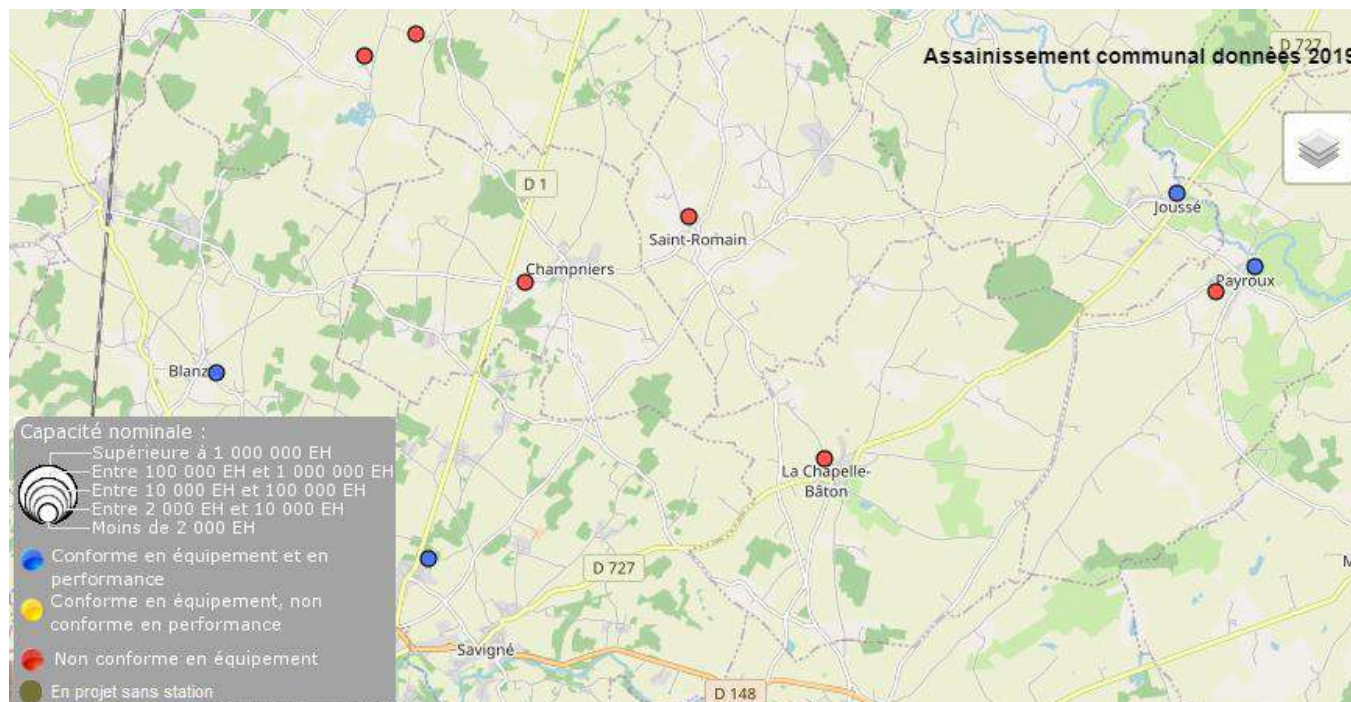 D 727
Assainissement communal données 2019
D 1
Joussé
Saint-Romain
Champniers
Payroux
Blanz
Capacité nominale :
Supérieure à 1 000 000 EH
Entre 100 000 EH et 1 000 000 EH
Entre 10 000 EH et 100 000 EH
Entre 2 000 EH et 10 000 EH
Moins de 2 000 EH
La Chapelle-
Bâton
Conforme en équipement et en
performance
D 727
M
Conforme en équipement, non
conforme en performance
Savigné
Non conforme en équipement
En projet sans station
D 148